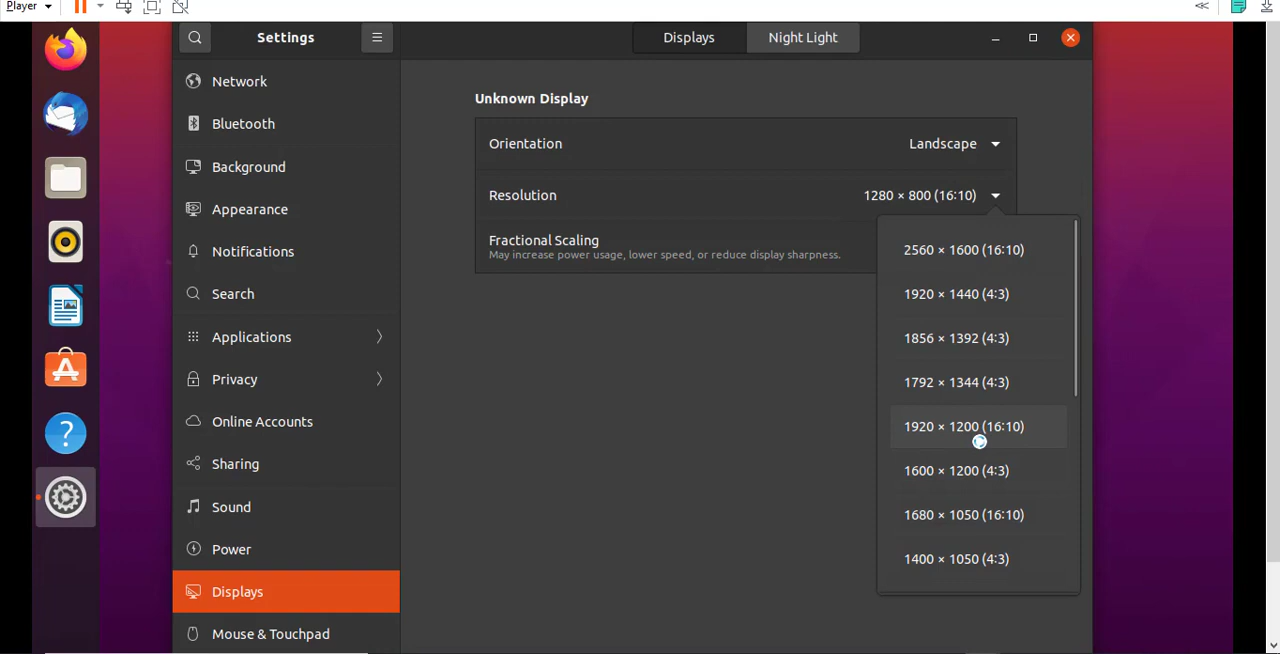 Player
Settings
Displays
Night Light
Network
Bluetooth
Background
Appearance
Notifications
Search
Applications
Privacy
Online Accounts
Sharing
Sound
Power
Displays
Mouse & Touchpad
Unknown Display
Orientation
Landscape
Resolution
1280 × 800 (16:10)
Fractional Scaling
May increase power usage, lower speed, or reduce display sharpness.
2560 × 1600 (16:10)
1920 × 1440 (4:3)
1856 × 1392 (4:3)
1792 × 1344 (4:3)
1920 × 1200 (16:10)
1600 × 1200 (4:3)
1680 × 1050 (16:10)
1400 × 1050 (4:3)